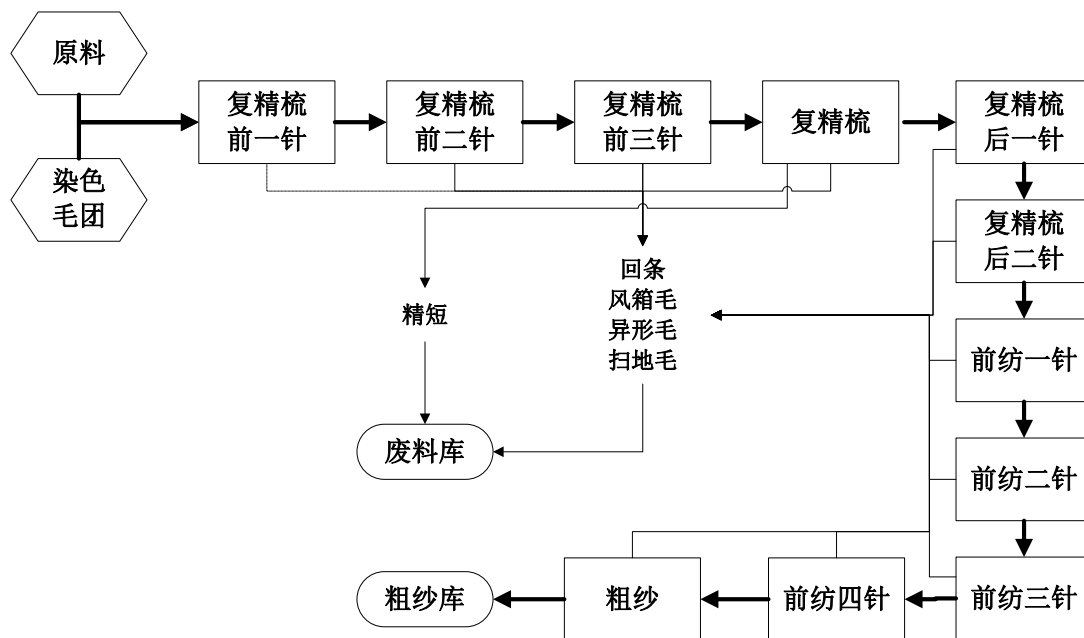 原料
复精梳
前一针
复精梳
前二针
复精梳
前三针
复精梳
复精梳
后一针
染色
毛团
复精梳
后二针
回条
风箱毛
异形毛
扫地毛
精短
前纺一针
废料库
前纺二针
粗纱库
粗纱
前纺四针
前纺三针